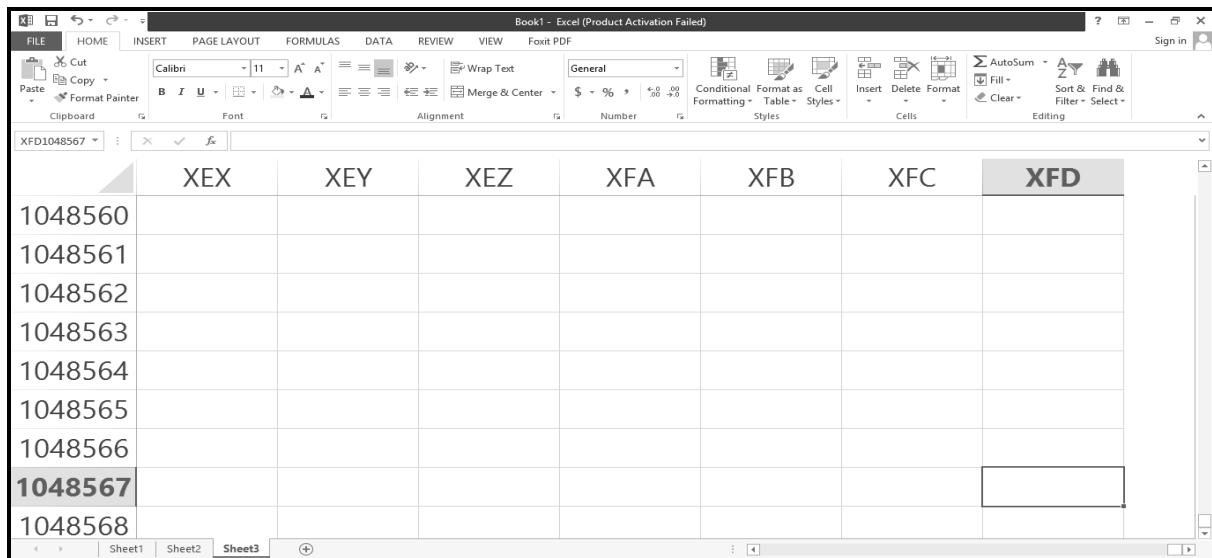 Book1 - Excel (Product Activation Failed)
FILE HOME INSERT PAGE LAYOUT FORMULAS DATA REVIEW VIEW Foxit PDF Sign in
Paste
Cut
Copy
Format Painter
Clipboard
Calibri 11
B I U
Font
Wrap Text
Merge & Center
Alignment
General
$ % ,
Number
Conditional Formatting
Format as Table
Cell Styles
Styles
Insert Delete Format
Cells
AutoSum
Fill
Clear
Sort & Filter
Find & Select
Editing
XFD1048567 fx
XEX XEY XEZ XFA XFB XFC XFD
1048560
1048561
1048562
1048563
1048564
1048565
1048566
1048567
1048568
Sheet1 Sheet2 Sheet3